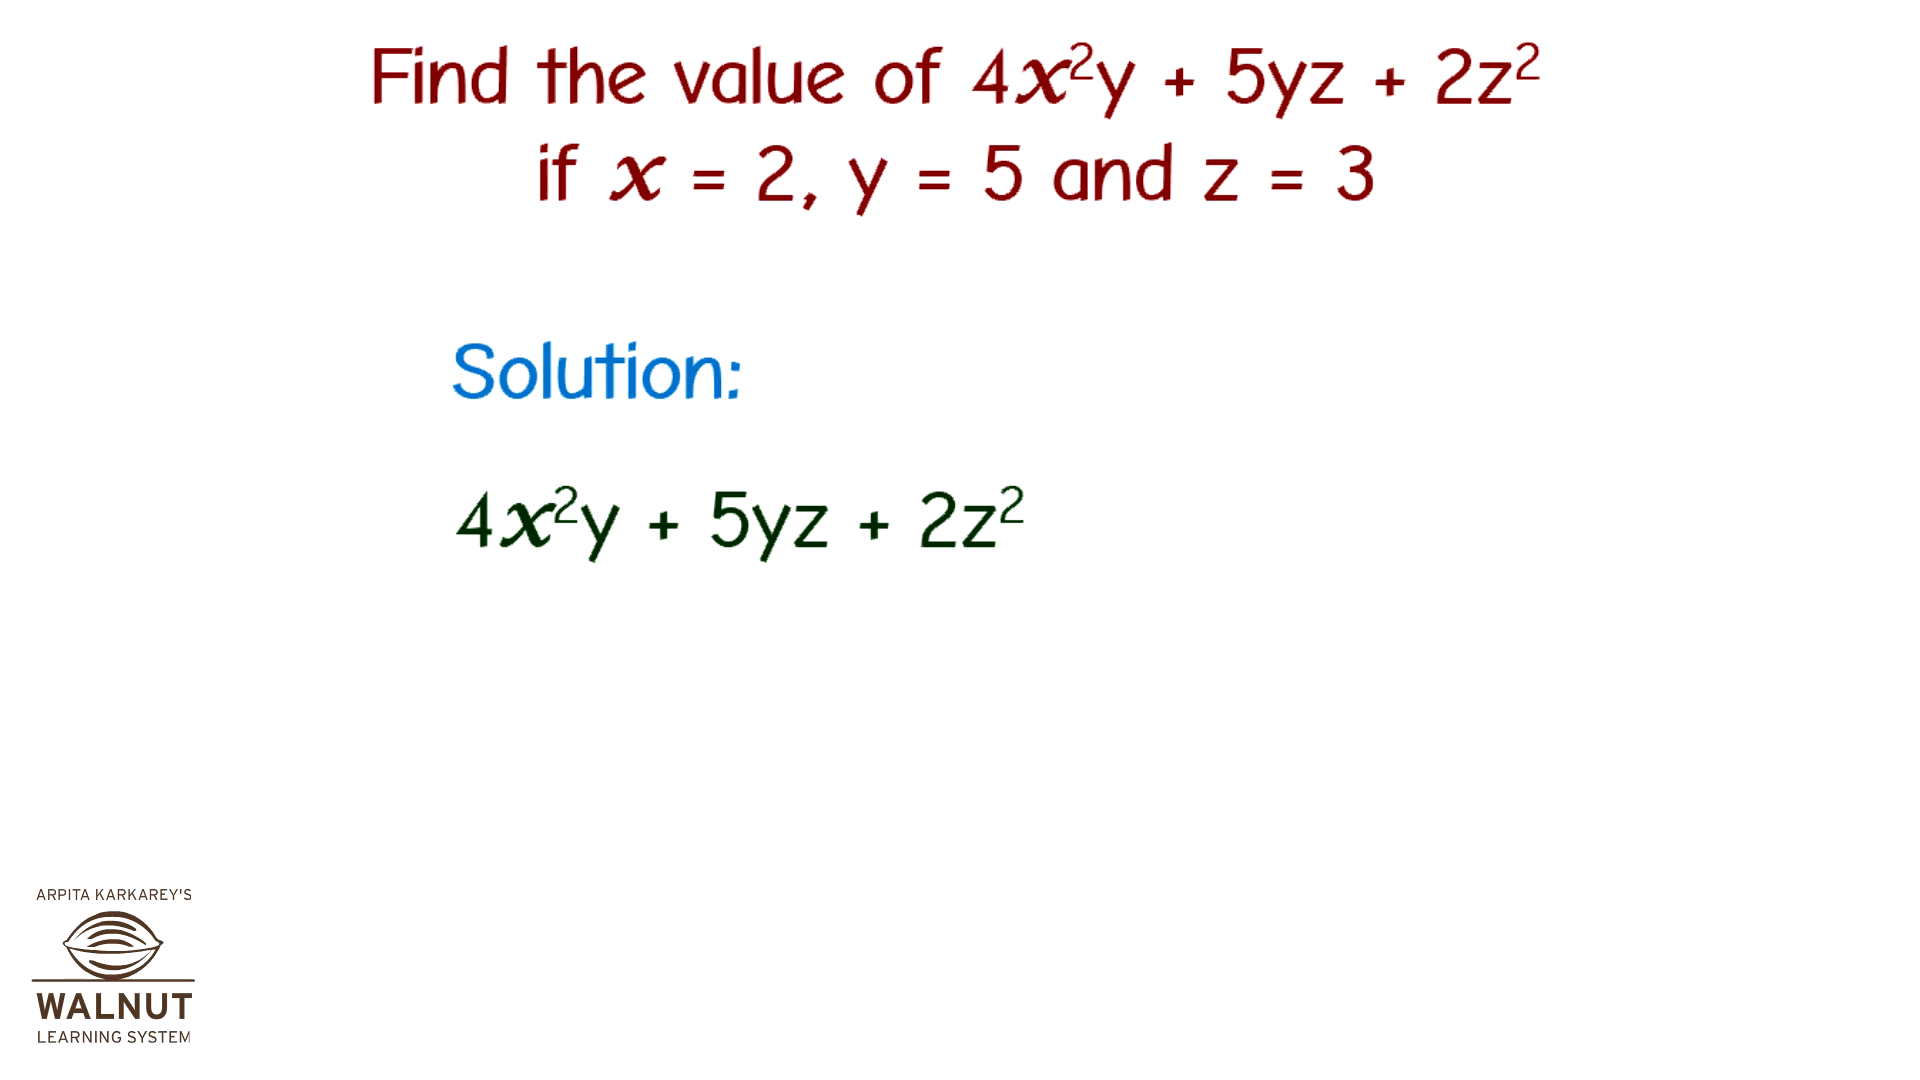 Find the value of 4x²y + 5yz + 2z²
if x = 2, y = 5 and z = 3
Solution:
4x²y + 5yz + 2z²
ARPITA KARKAREY'S
WALNUT
LEARNING SYSTEM